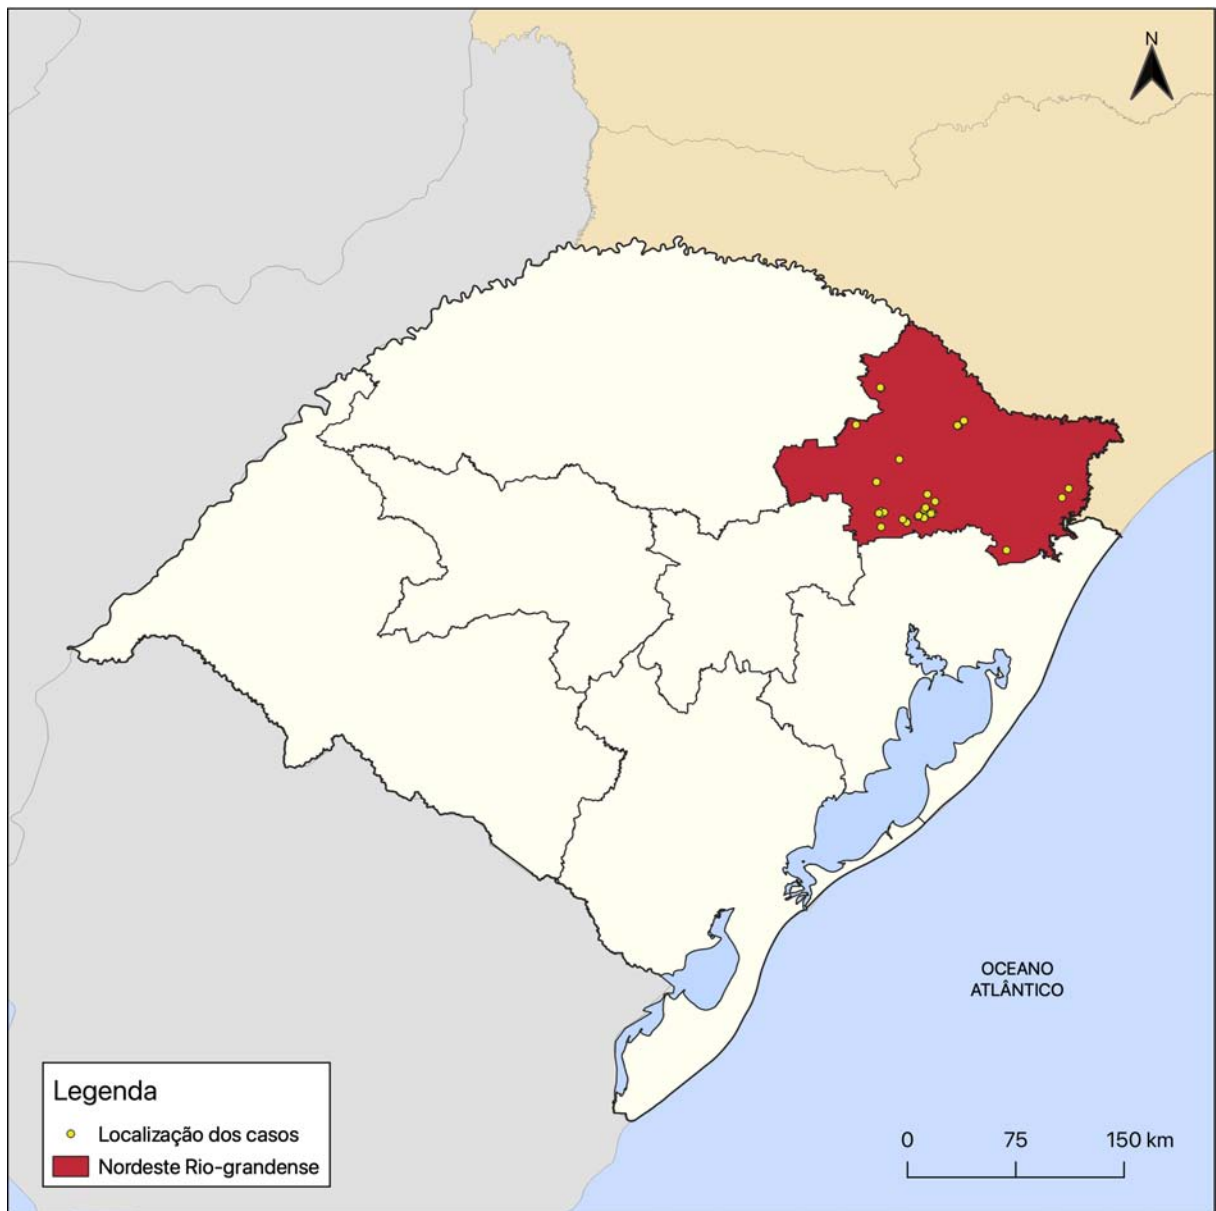 N
OCEANO
ATLÂNTICO
Legenda
Localização dos casos
Nordeste Rio-grandense
0 75 150 km